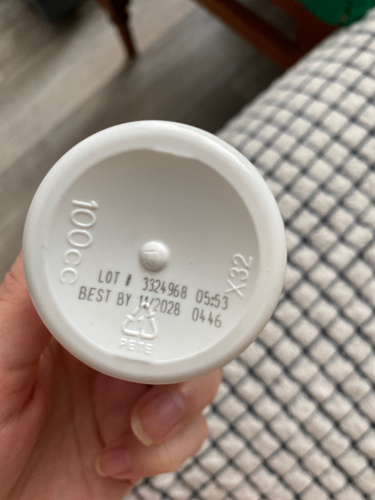 100cc
LOT # 3324968 05:53
BEST BY 11/2028 0446
X32
PETE